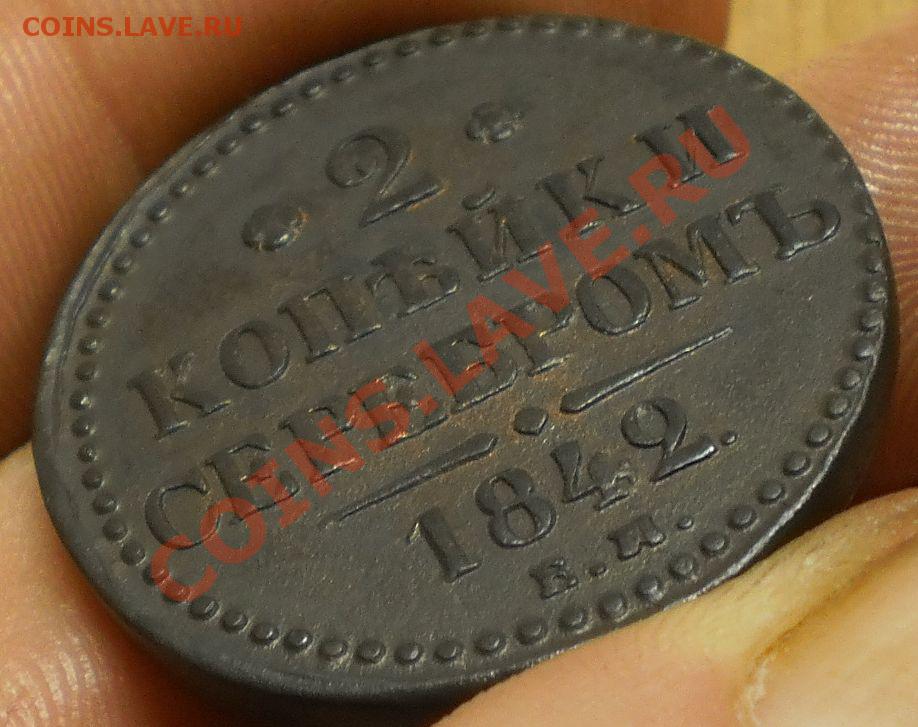 COINS.LAVE.RU
• 2 •
КОПѢЙКИ
СЕРЕБРОМЪ
1842.
Е.М.
COINS.LAVE.RU